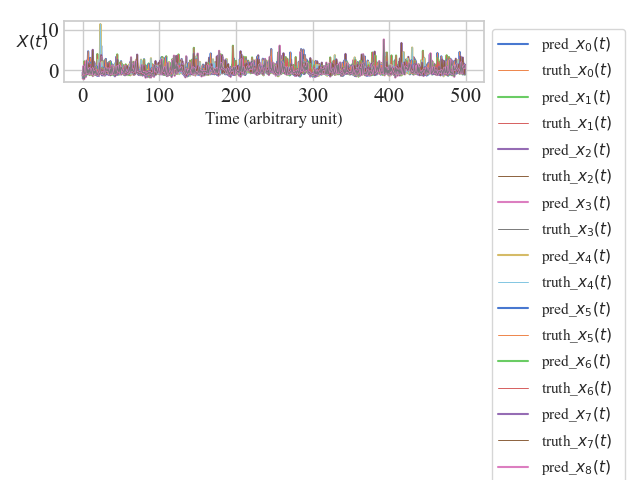 10
X(t)
0
0
100
200
300
400
500
Time (arbitrary unit)
pred_x₀(t)
truth_x₀(t)
pred_x₁(t)
truth_x₁(t)
pred_x₂(t)
truth_x₂(t)
pred_x₃(t)
truth_x₃(t)
pred_x₄(t)
truth_x₄(t)
pred_x₅(t)
truth_x₅(t)
pred_x₆(t)
truth_x₆(t)
pred_x₇(t)
truth_x₇(t)
pred_x₈(t)